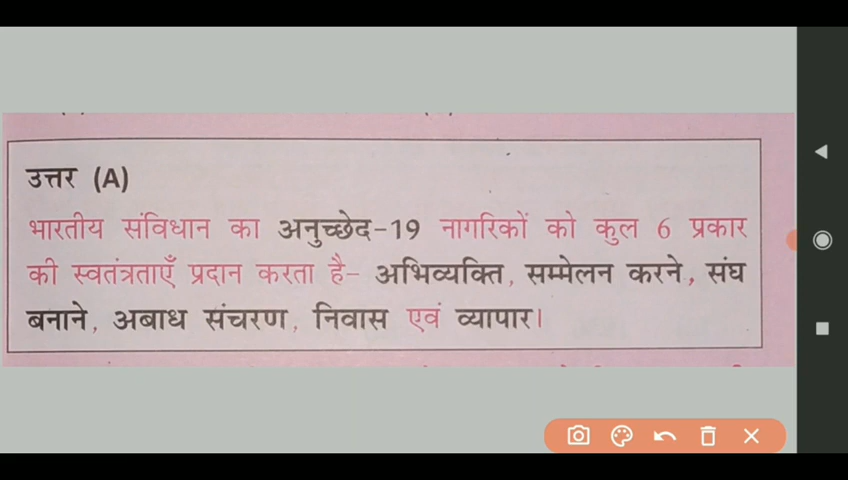 उत्तर (A)
भारतीय संविधान का अनुच्छेद-19 नागरिकों को कुल 6 प्रकार
की स्वतंत्रताएँ प्रदान करता है- अभिव्यक्ति, सम्मेलन करने, संघ
बनाने, अबाध संचरण, निवास एवं व्यापार।